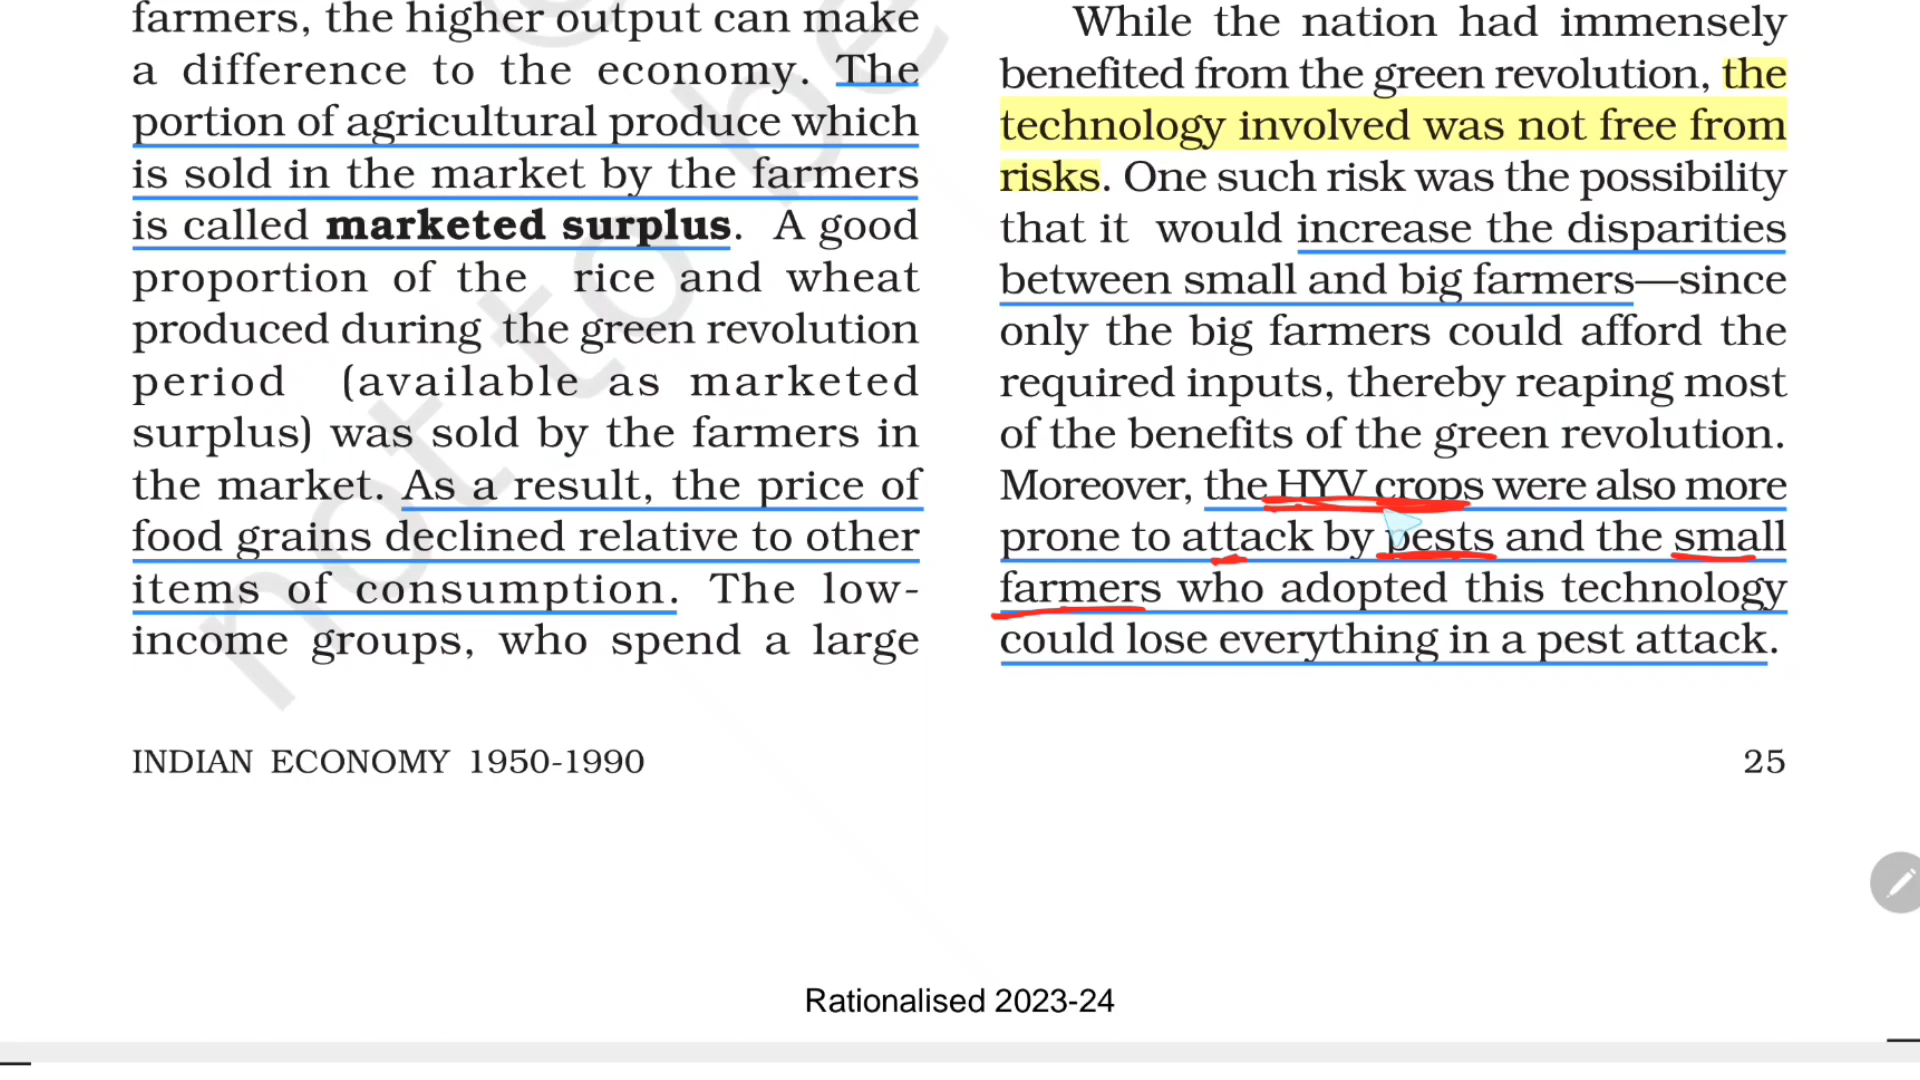 farmers, the higher output can make
a difference to the economy. The
portion of agricultural produce which
is sold in the market by the farmers
is called marketed surplus. A good
proportion of the rice and wheat
produced during the green revolution
period (available as marketed
surplus) was sold by the farmers in
the market. As a result, the price of
food grains declined relative to other
items of consumption. The low-
income groups, who spend a large
While the nation had immensely
benefited from the green revolution, the
technology involved was not free from
risks. One such risk was the possibility
that it would increase the disparities
between small and big farmers—since
only the big farmers could afford the
required inputs, thereby reaping most
of the benefits of the green revolution.
Moreover, the HYV crops were also more
prone to attack by pests and the small
farmers who adopted this technology
could lose everything in a pest attack.
INDIAN ECONOMY 1950-1990
25
Rationalised 2023-24
not to be